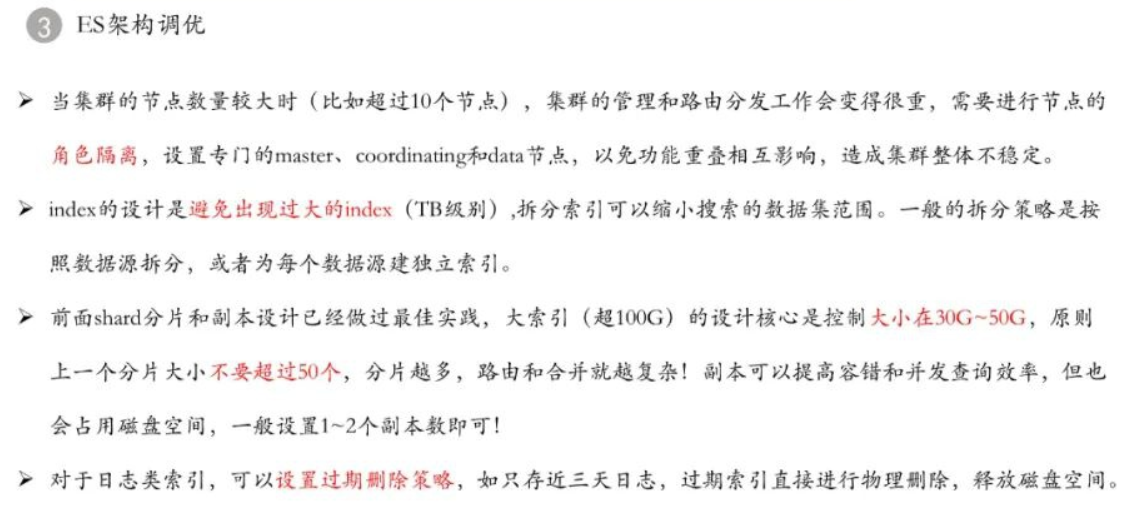 3 ES架构调优
➤ 当集群的节点数量较大时（比如超过10个节点），集群的管理和路由分发工作会变得很重，需要进行节点的
角色隔离，设置专门的master、coordinating和data节点，以免功能重叠相互影响，造成集群整体不稳定。
➤ index的设计是避免出现过大的index（TB级别）,拆分索引可以缩小搜索的数据集范围。一般的拆分策略是按
照数据源拆分，或者为每个数据源建独立索引。
➤ 前面shard分片和副本设计已经做过最佳实践，大索引（超100G）的设计核心是控制大小在30G~50G，原则
上一个分片大小不要超过50个，分片越多，路由和合并就越复杂！副本可以提高容错和并发查询效率，但也
会占用磁盘空间，一般设置1~2个副本数即可！
➤ 对于日志类索引，可以设置过期删除策略，如只存近三天日志，过期索引直接进行物理删除，释放磁盘空间。